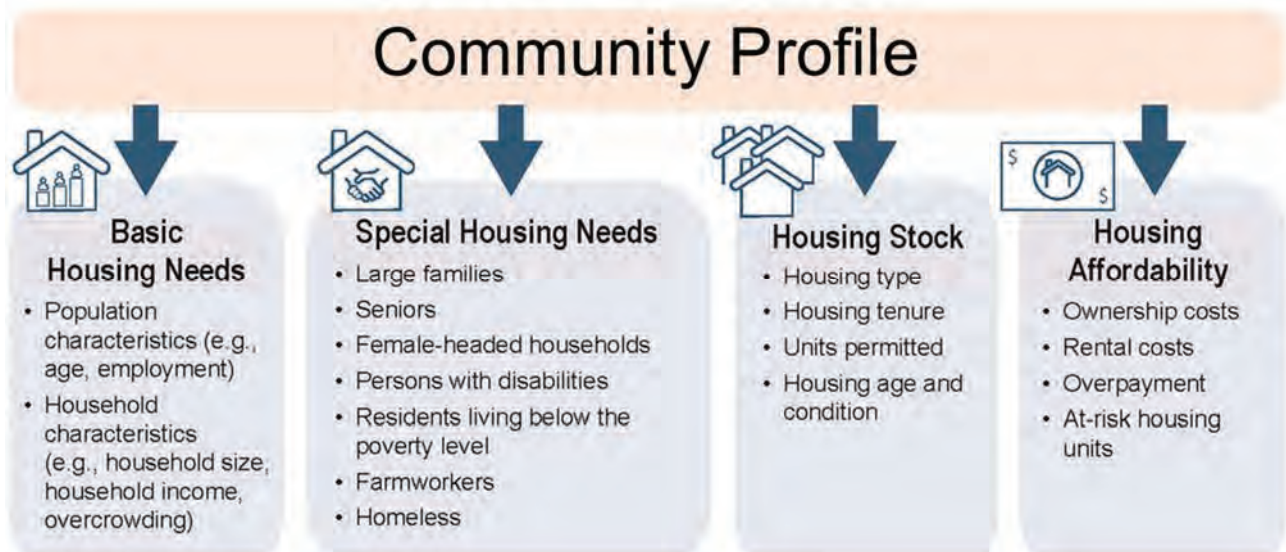 Community Profile
$
$
Basic
Housing Needs
• Population
characteristics (e.g.,
age, employment)
• Household
characteristics
(e.g., household size,
household income,
overcrowding)
Special Housing Needs
• Large families
• Seniors
• Female-headed households
• Persons with disabilities
• Residents living below the
poverty level
• Farmworkers
• Homeless
Housing Stock
• Housing type
• Housing tenure
• Units permitted
• Housing age and
condition
Housing
Affordability
• Ownership costs
• Rental costs
• Overpayment
• At-risk housing
units